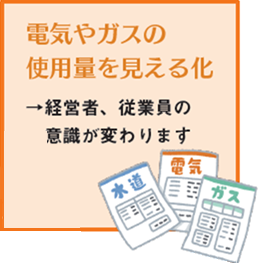 電気やガスの
使用量を見える化
→経営者、従業員の
意識が変わります
水道
電気
ガス